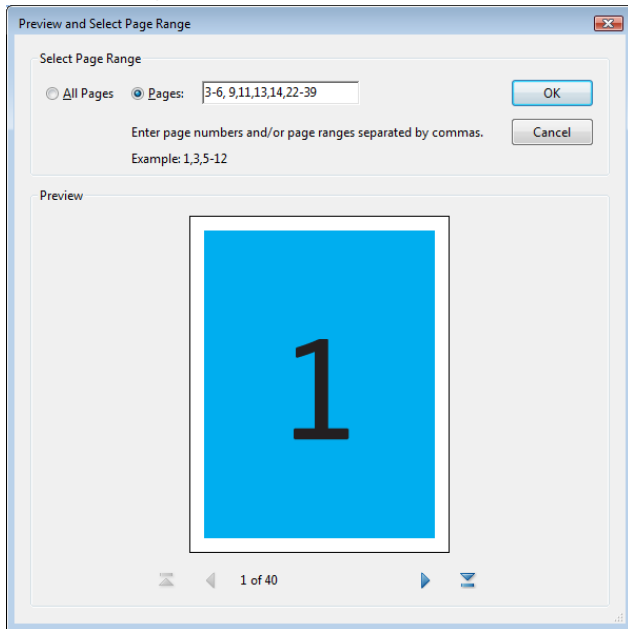 Preview and Select Page Range
Select Page Range
All Pages Pages: 3-6, 9,11,13,14,22-39 OK
Enter page numbers and/or page ranges separated by commas. Cancel
Example: 1,3,5-12
Preview
1
1 of 40